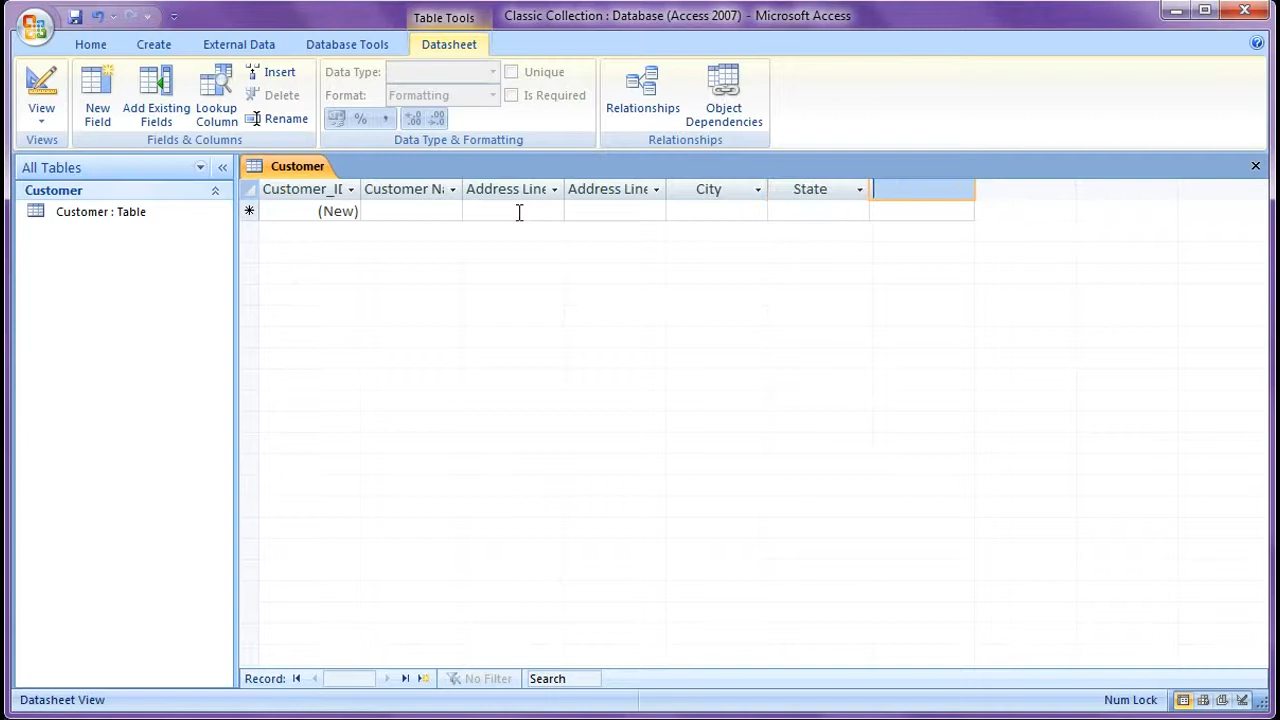 Table Tools
Classic Collection : Database (Access 2007) - Microsoft Access
Home
Create
External Data
Database Tools
Datasheet
View
New Field
Add Existing Fields
Lookup Column
Insert
Delete
Rename
Data Type:
Format:
Formatting
Unique
Is Required
%
Relationships
Object Dependencies
Views
Fields & Columns
Data Type & Formatting
Relationships
All Tables
Customer
Customer : Table
Customer
Customer_ID
Customer Na
Address Line
Address Line
City
State
(New)
Record:
No Filter
Search
Datasheet View
Num Lock